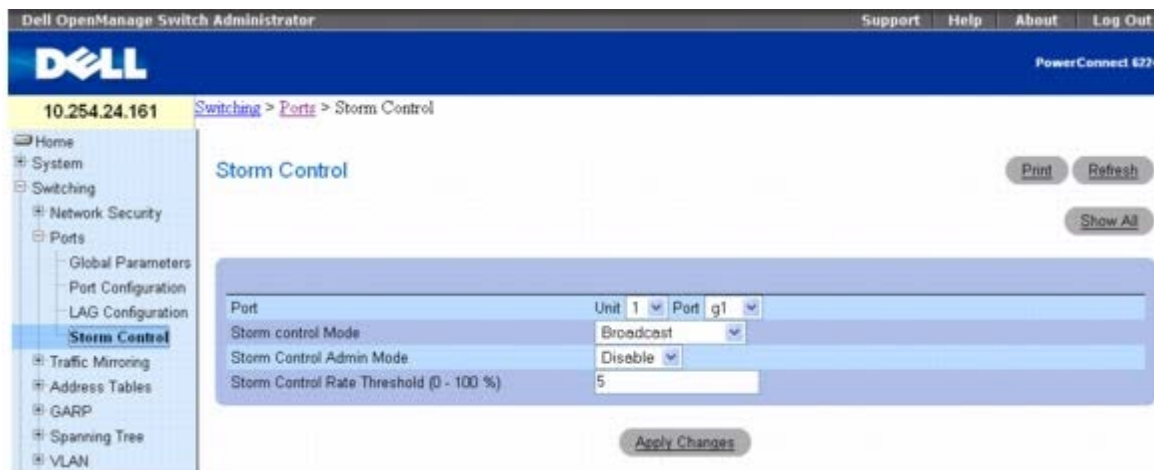 Dell OpenManage Switch Administrator Support Help About Log Out
DELL
PowerConnect 622
10.254.24.161
Switching > Ports > Storm Control
Home
System
Switching
Network Security
Ports
Global Parameters
Port Configuration
LAG Configuration
Storm Control
Traffic Mirroring
Address Tables
GARP
Spanning Tree
VLAN
Storm Control
Print Refresh
Show All
Port Unit 1 Port g1
Storm control Mode Broadcast
Storm Control Admin Mode Disable
Storm Control Rate Threshold (0 - 100 %) 5
Apply Changes